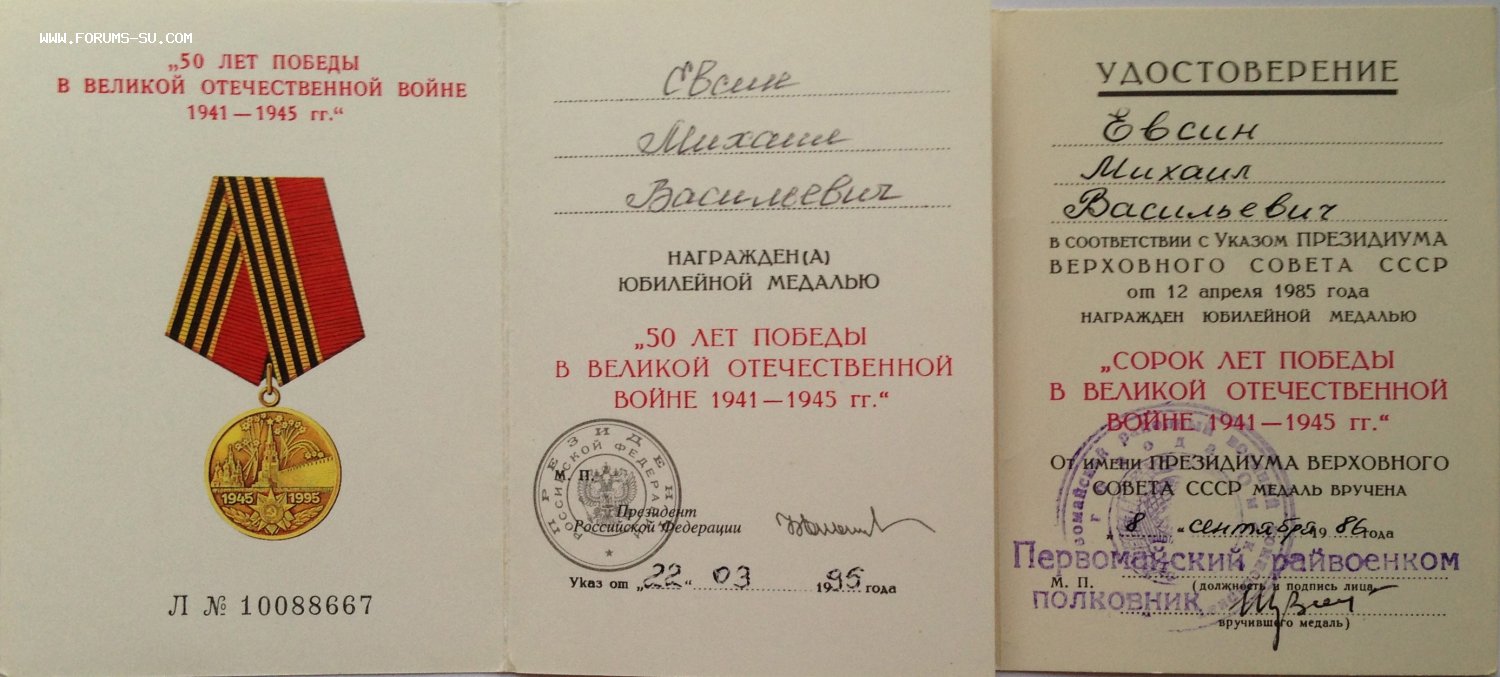 www.forums-su.com
„50 ЛЕТ ПОБЕДЫ
В ВЕЛИКОЙ ОТЕЧЕСТВЕННОЙ ВОЙНЕ
1941—1945 гг.“
1945 1995
Л № 10088667
Евсин
Михаил
Васильевич
НАГРАЖДЕН(А)
ЮБИЛЕЙНОЙ МЕДАЛЬЮ
„50 ЛЕТ ПОБЕДЫ
В ВЕЛИКОЙ ОТЕЧЕСТВЕННОЙ
ВОЙНЕ 1941—1945 гг.“
ПРЕЗИДЕНТ
РОССИЙСКОЙ ФЕДЕРАЦИИ
М. П.
Президент
Российской Федерации
Указ от „22“ 03 1995 года
УДОСТОВЕРЕНИЕ
Евсин
Михаил
Васильевич
В СООТВЕТСТВИИ С УКАЗОМ ПРЕЗИДИУМА
ВЕРХОВНОГО СОВЕТА СССР
от 12 апреля 1985 года
НАГРАЖДЕН ЮБИЛЕЙНОЙ МЕДАЛЬЮ
„СОРОК ЛЕТ ПОБЕДЫ
В ВЕЛИКОЙ ОТЕЧЕСТВЕННОЙ
ВОЙНЕ 1941—1945 гг.“
ОТ ИМЕНИ ПРЕЗИДИУМА ВЕРХОВНОГО
СОВЕТА СССР МЕДАЛЬ ВРУЧЕНА
„8“ сентября 1986 года
Первомайский райвоенком
М. П.
(должность и подпись лица,
полковник
вручившего медаль)